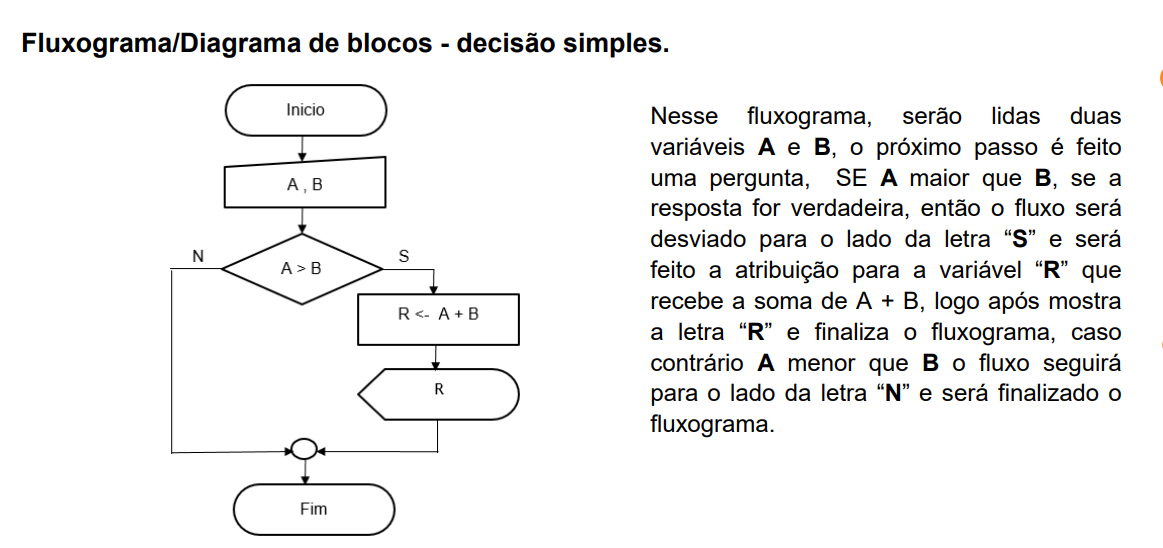 Fluxograma/Diagrama de blocos - decisão simples.
Inicio
A , B
N
A > B
S
R <- A + B
R
Fim
Nesse fluxograma, serão lidas duas
variáveis A e B, o próximo passo é feito
uma pergunta, SE A maior que B, se a
resposta for verdadeira, então o fluxo será
desviado para o lado da letra “S” e será
feito a atribuição para a variável “R” que
recebe a soma de A + B, logo após mostra
a letra “R” e finaliza o fluxograma, caso
contrário A menor que B o fluxo seguirá
para o lado da letra “N” e será finalizado o
fluxograma.